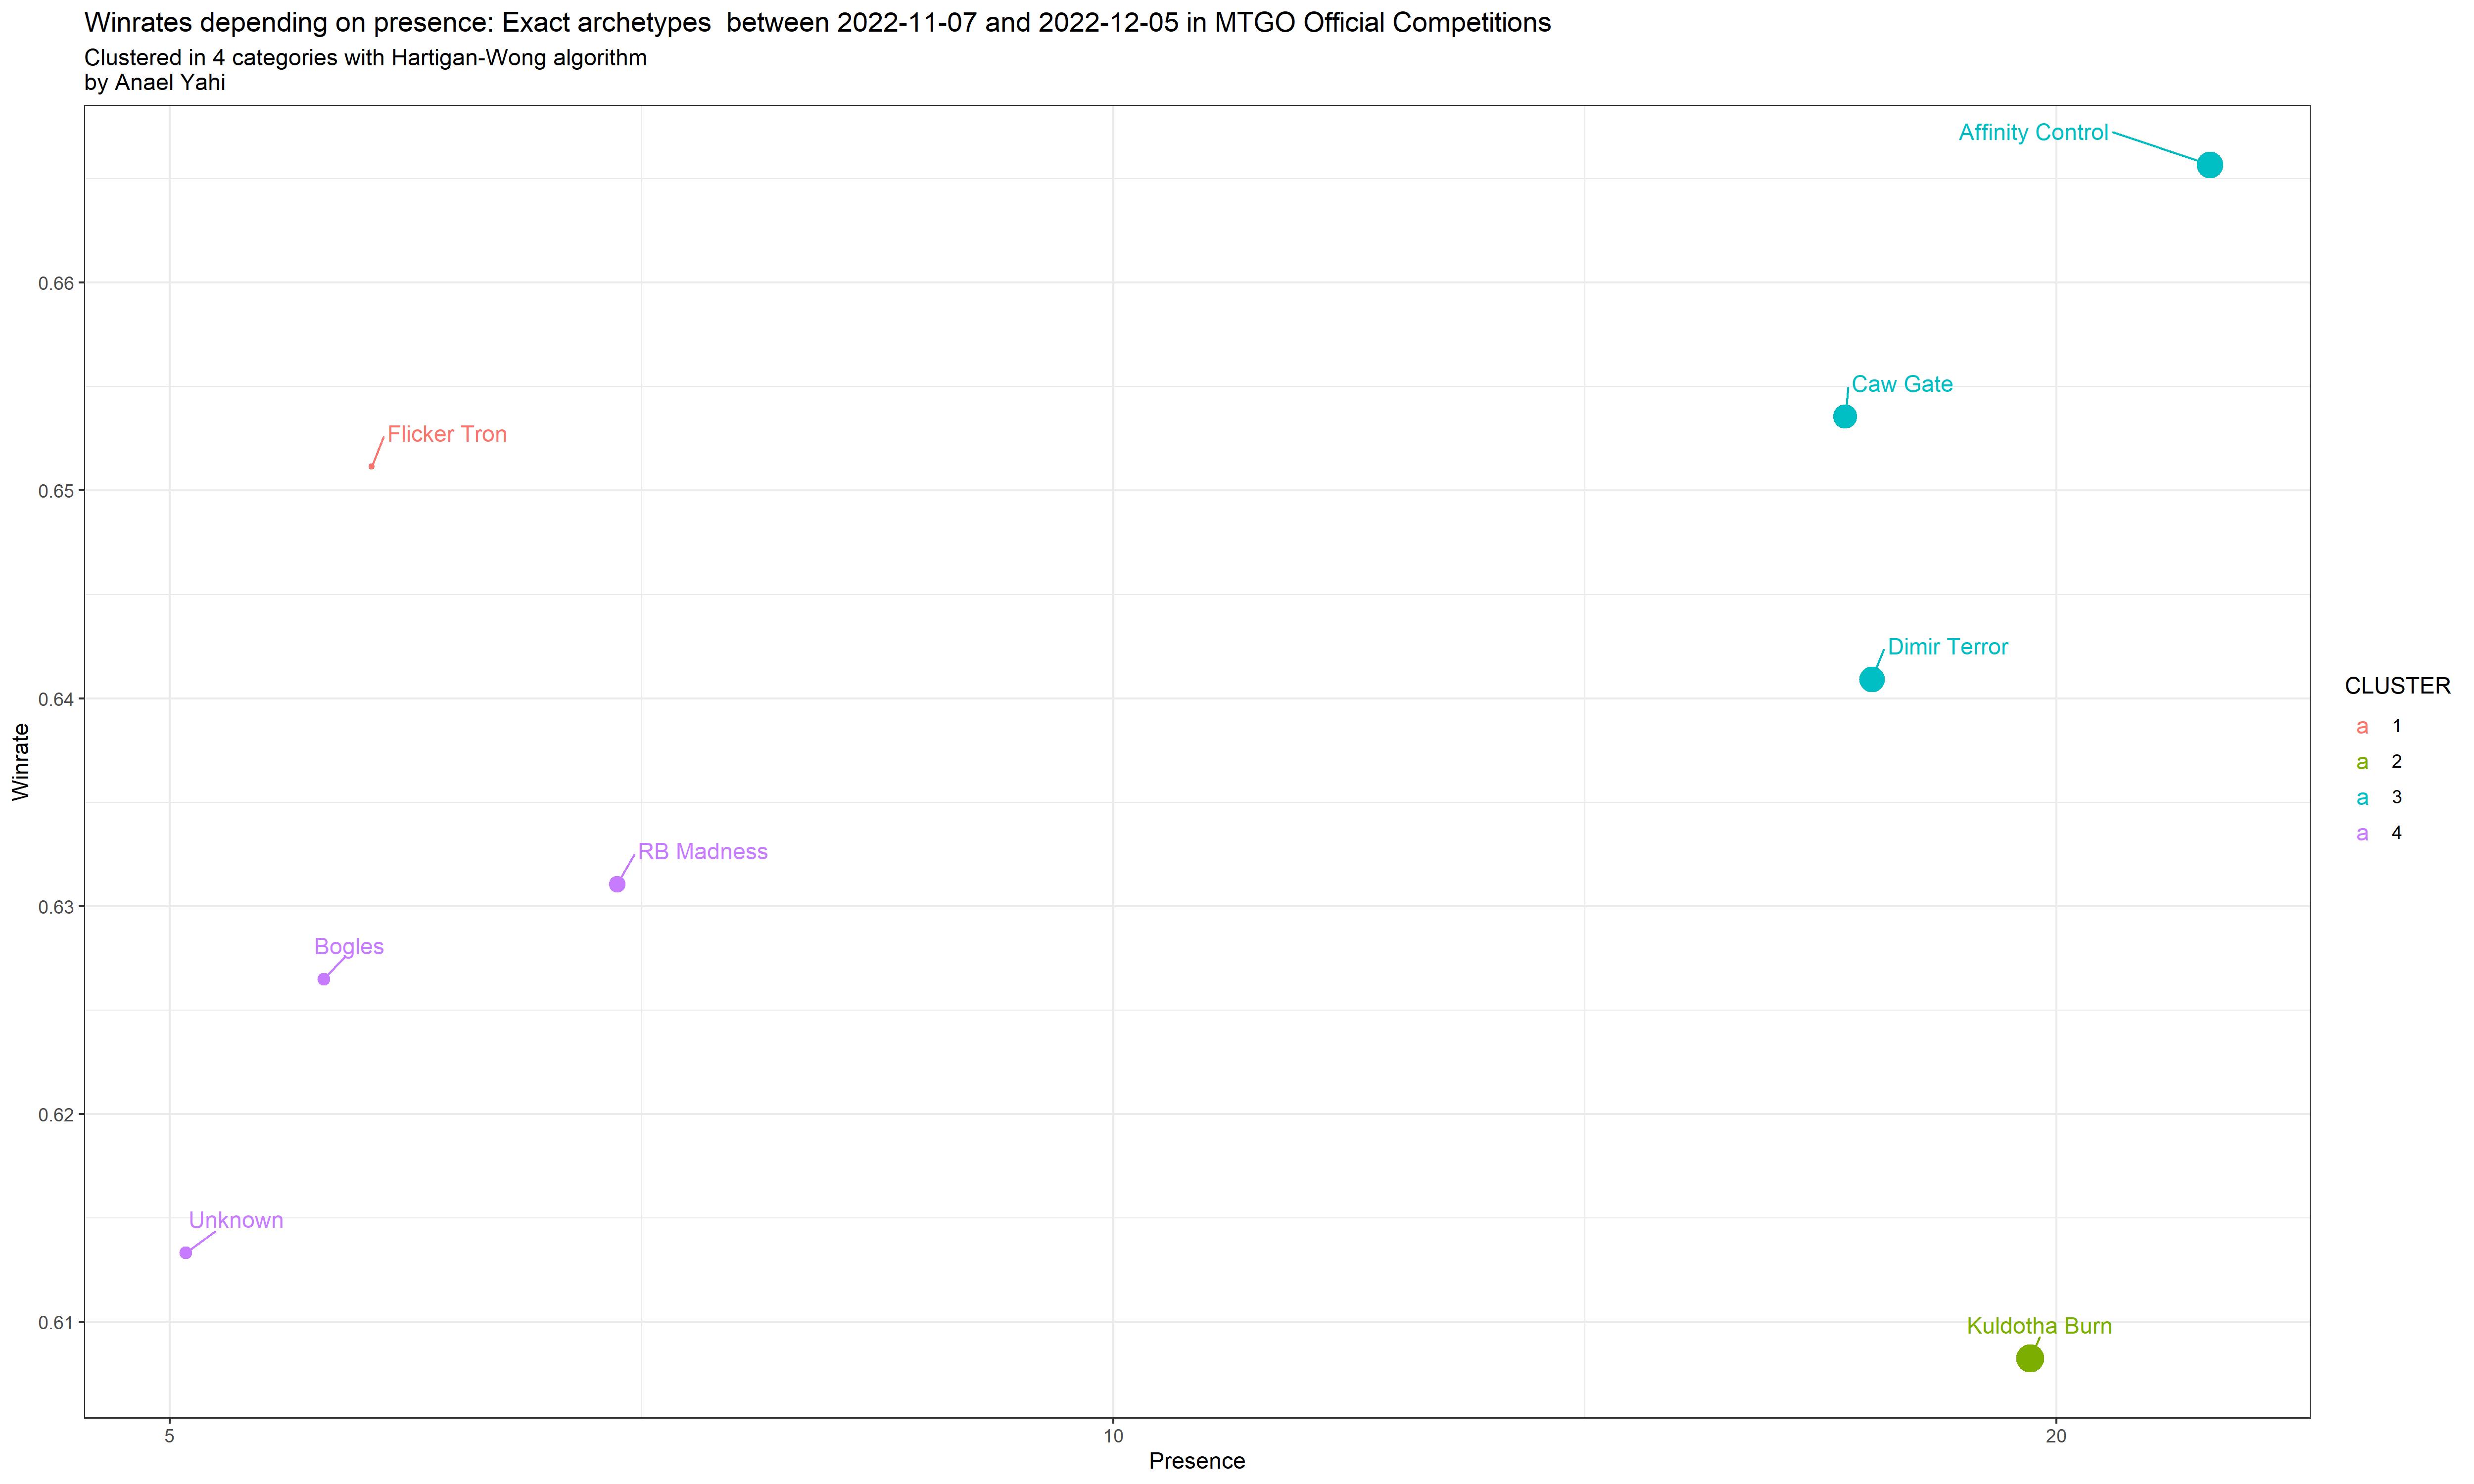 Winrates depending on presence: Exact archetypes  between 2022-11-07 and 2022-12-05 in MTGO Official Competitions
Clustered in 4 categories with Hartigan-Wong algorithm
by Anael Yahi
Affinity Control
0.66
Caw Gate
Flicker Tron
0.65
Dimir Terror
0.64
CLUSTER
a 1
a 2
a 3
a 4
Winrate
RB Madness
0.63
Bogles
0.62
Unknown
0.61
Kuldotha Burn
5 10 20
Presence